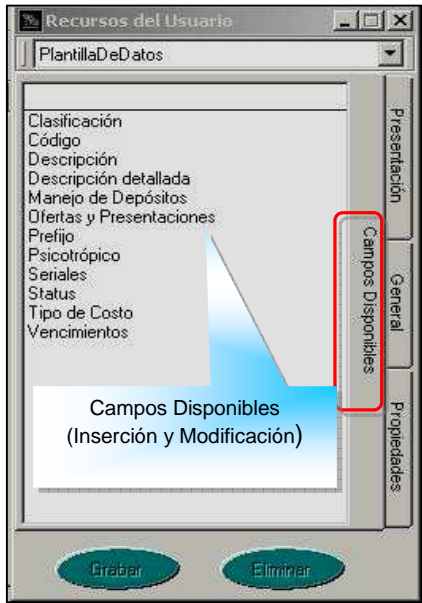 Recursos del Usuario
PlantillaDeDatos
Clasificación
Código
Descripción
Descripción detallada
Manejo de Depósitos
Ofertas y Presentaciones
Prefijo
Psicotrópico
Seriales
Status
Tipo de Costo
Vencimientos
Presentación
Campos Disponibles
General
Propiedades
Campos Disponibles
(Inserción y Modificación)
Grabar
Eliminar